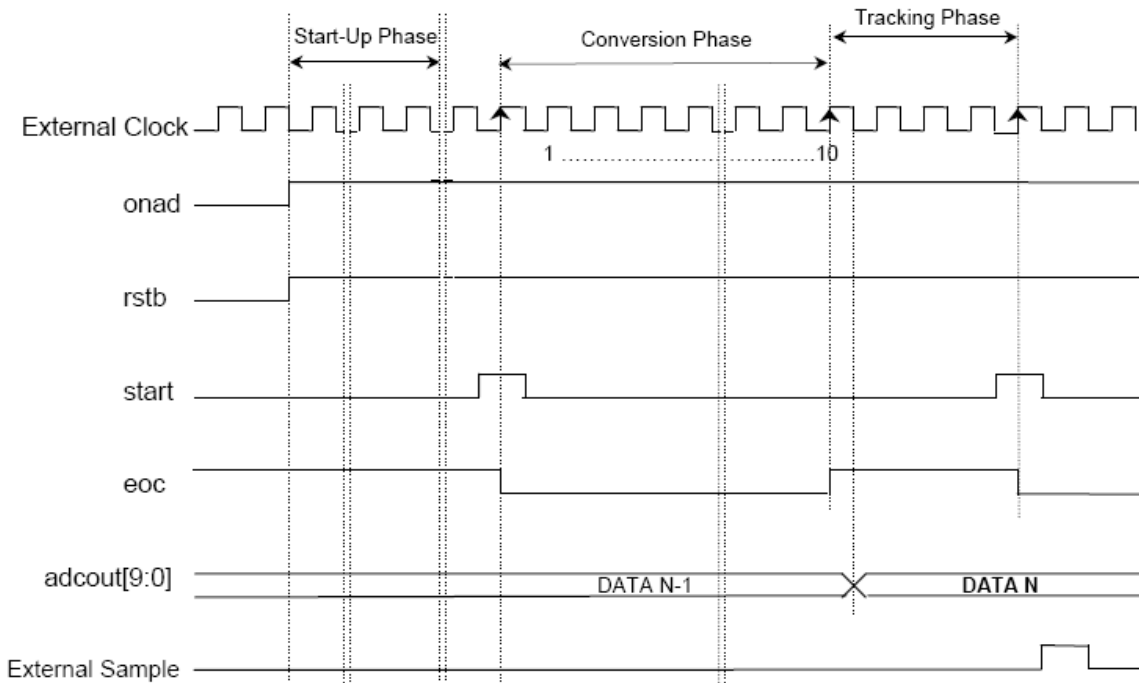 Tracking Phase
Start-Up Phase
Conversion Phase
External Clock
1 ............................................10
onad
rstb
start
eoc
adcout[9:0]
DATA N-1
DATA N
External Sample